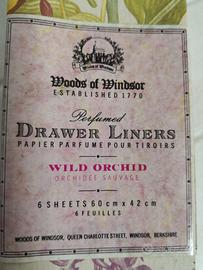 Woods of Windsor
ESTABLISHED 1770
Perfumed
DRAWER LINERS
PAPIER PARFUME POUR TIROIRS
WILD ORCHID
ORCHIDÉE SAUVAGE
6 SHEETS 60cm x 42cm
6 FEUILLES
WOODS OF WINDSOR, QUEEN CHARLOTTE STREET, WINDSOR, BERKSHIRE